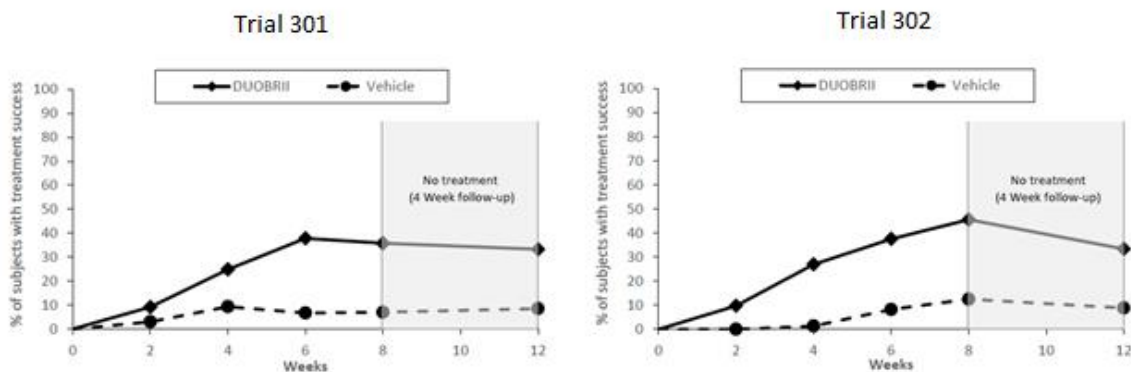 Trial 301
DUOBRII Vehicle
% of subjects with treatment success
100
90
80
70
60
50
40
30
20
10
0
No treatment
(4 Week follow-up)
0 2 4 6 8 10 12
Weeks
Trial 302
DUOBRII Vehicle
% of subjects with treatment success
100
90
80
70
60
50
40
30
20
10
0
No treatment
(4 Week follow-up)
0 2 4 6 8 10 12
Weeks